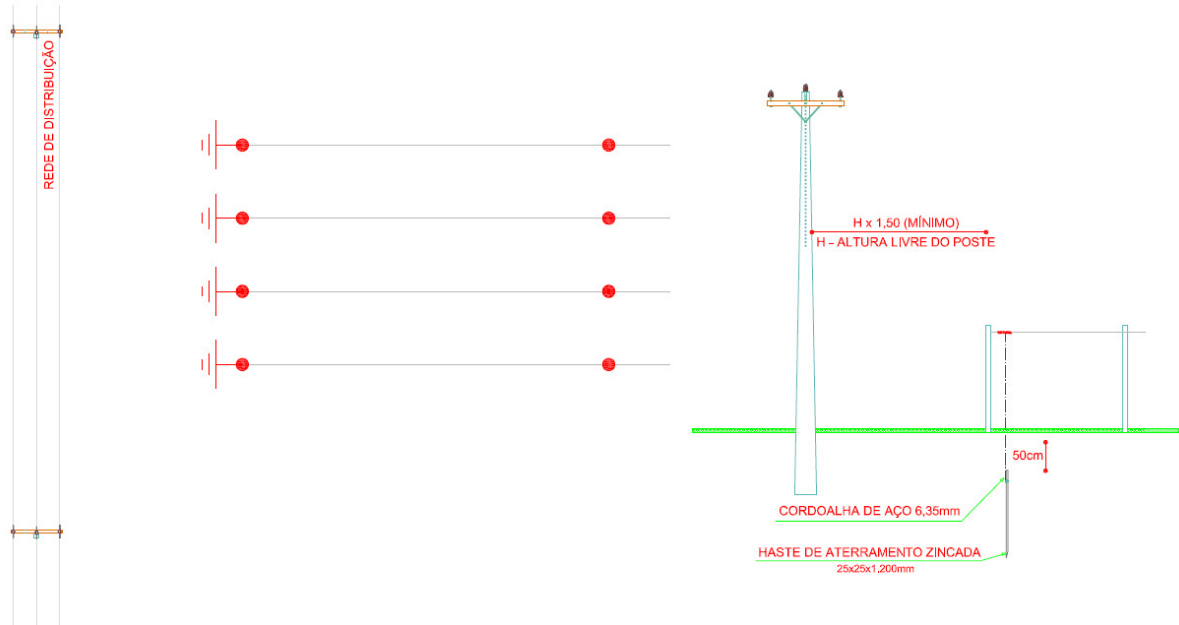 REDE DE DISTRIBUIÇÃO
H x 1,50 (MÍNIMO)
H - ALTURA LIVRE DO POSTE
50cm
CORDOALHA DE AÇO 6,35mm
HASTE DE ATERRAMENTO ZINCADA
25x25x1,200mm